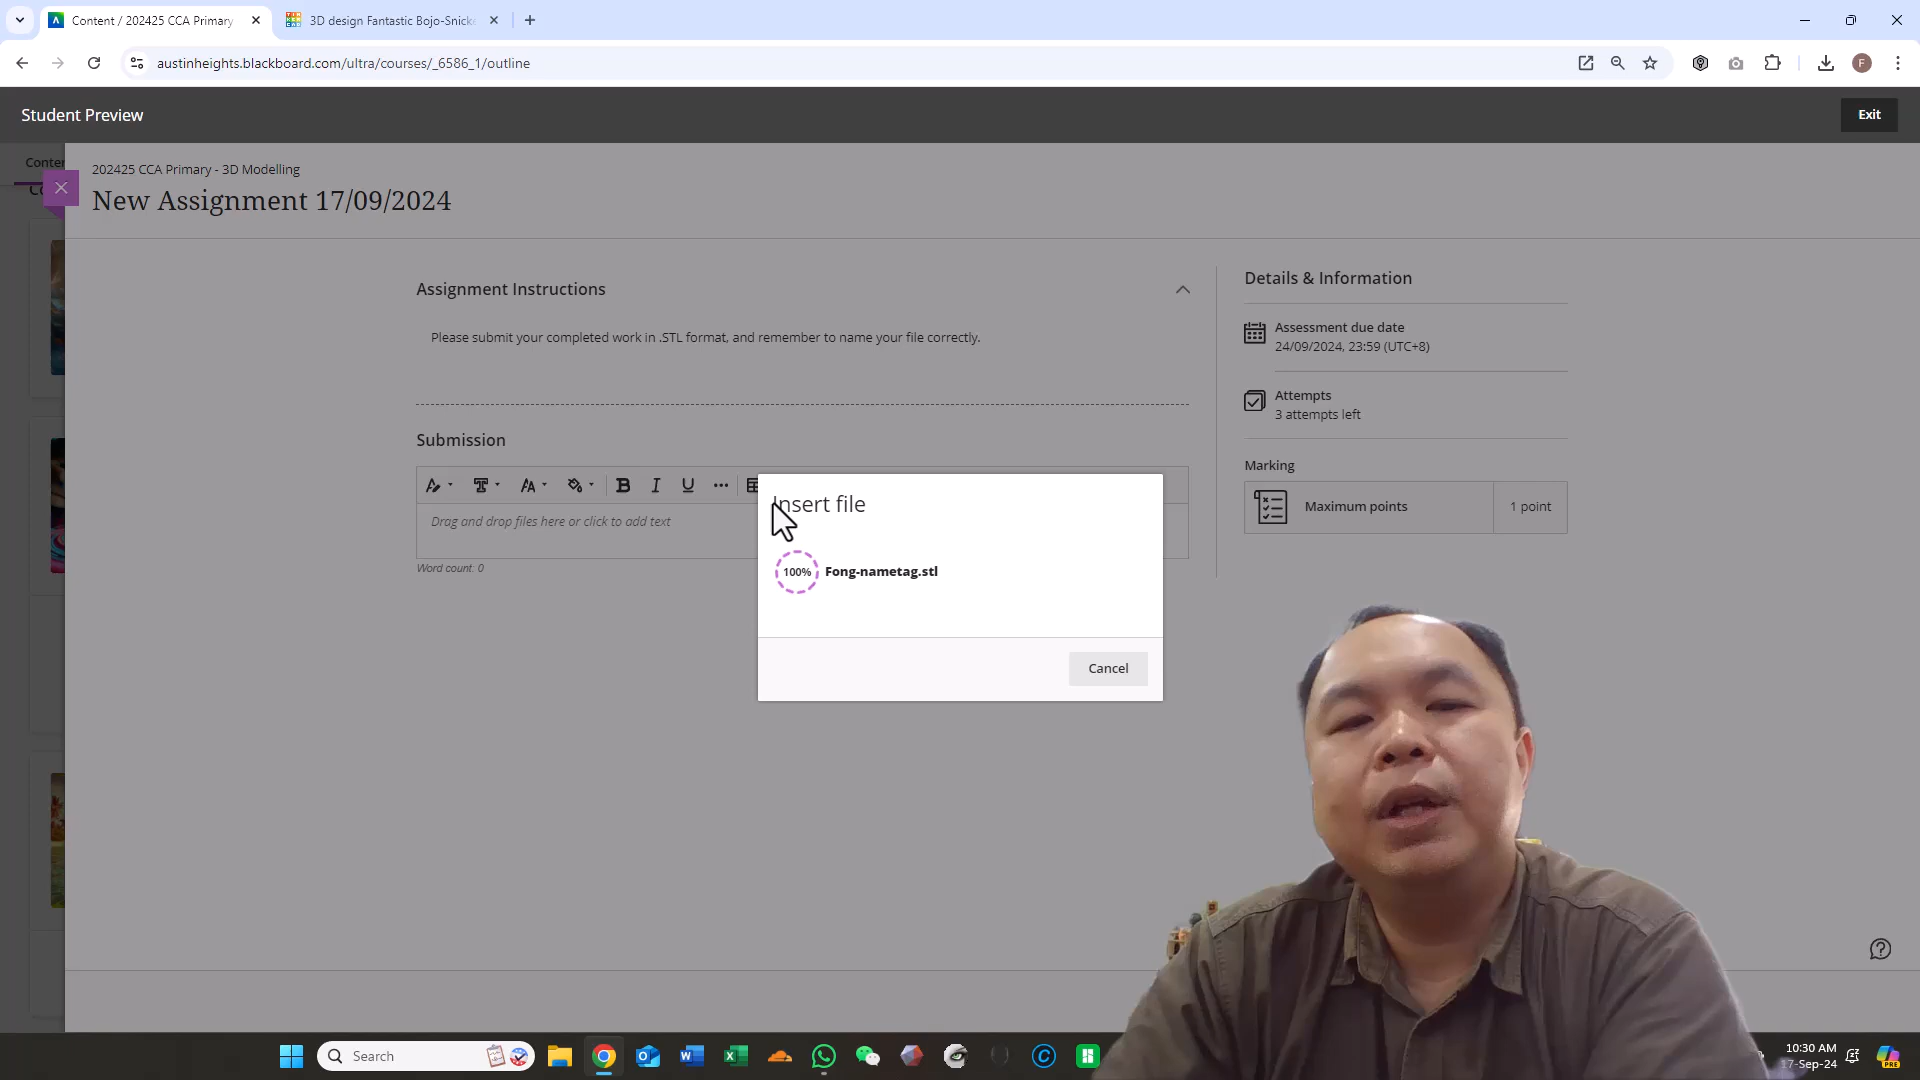 Content / 202425 CCA Primary
3D design Fantastic Bojo-Snicke
austinheights.blackboard.com/ultra/courses/_6586_1/outline
F
Student Preview
Exit
202425 CCA Primary - 3D Modelling
New Assignment 17/09/2024
Assignment Instructions
Please submit your completed work in .STL format, and remember to name your file correctly.
Submission
Drag and drop files here or click to add text
Word count: 0
Insert file
100%
Fong-nametag.stl
Cancel
Details & Information
Assessment due date
24/09/2024, 23:59 (UTC+8)
Attempts
3 attempts left
Marking
Maximum points
1 point
Search
10:30 AM
17-Sep-24